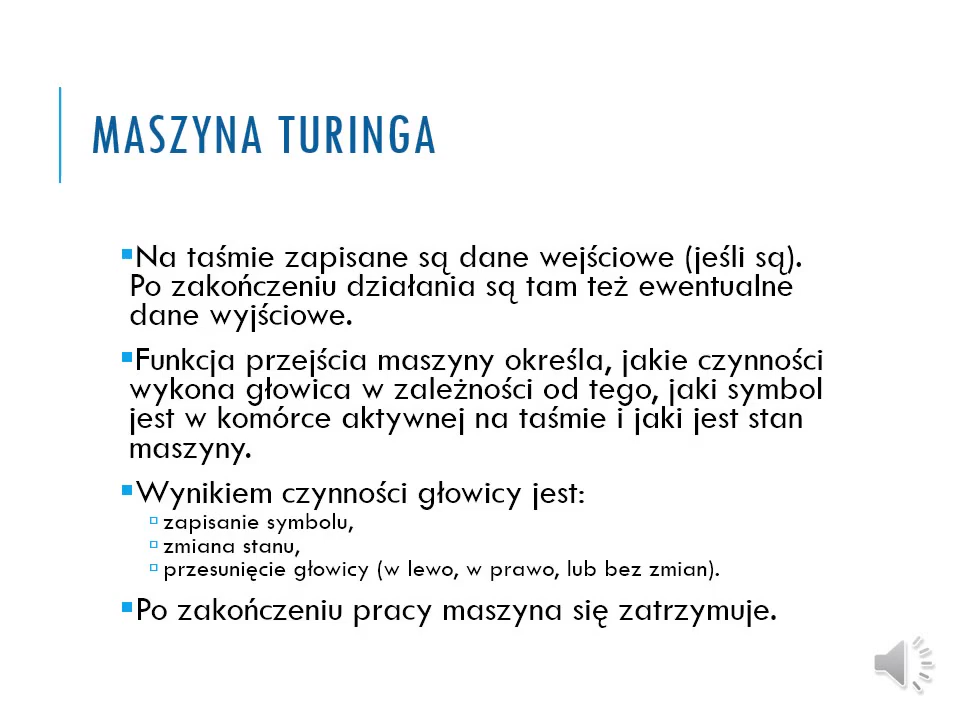 MASZYNA TURINGA
▪Na taśmie zapisane są dane wejściowe (jeśli są).
Po zakończeniu działania są tam też ewentualne
dane wyjściowe.
▪Funkcja przejścia maszyny określa, jakie czynności
wykona głowica w zależności od tego, jaki symbol
jest w komórce aktywnej na taśmie i jaki jest stan
maszyny.
▪Wynikiem czynności głowicy jest:
▫zapisanie symbolu,
▫zmiana stanu,
▫przesunięcie głowicy (w lewo, w prawo, lub bez zmian).
▪Po zakończeniu pracy maszyna się zatrzymuje.